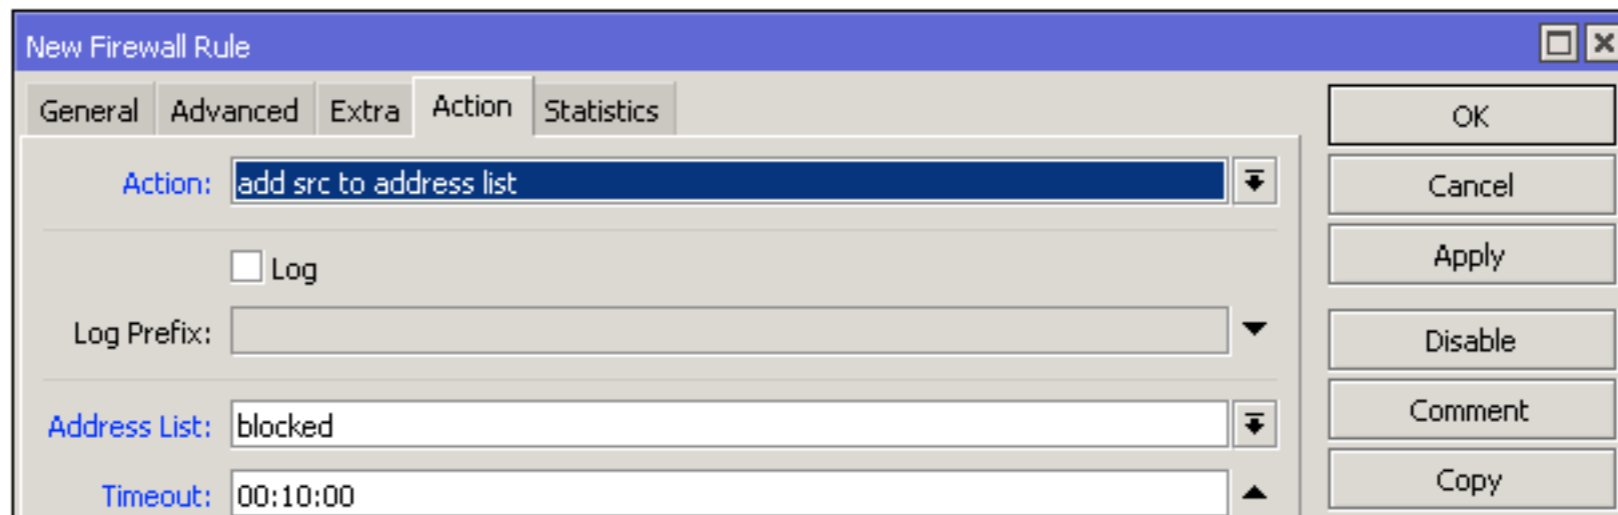 New Firewall Rule
General Advanced Extra Action Statistics
OK
Action: add src to address list
Cancel
Log
Apply
Log Prefix:
Disable
Address List: blocked
Comment
Timeout: 00:10:00
Copy